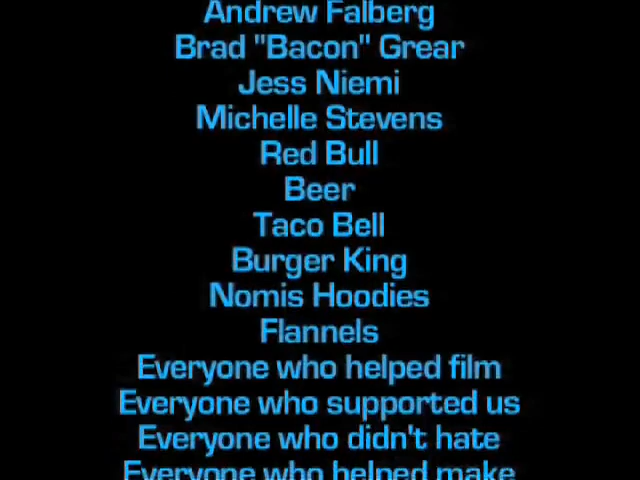 Andrew Falberg
Brad "Bacon" Grear
Jess Niemi
Michelle Stevens
Red Bull
Beer
Taco Bell
Burger King
Nomis Hoodies
Flannels
Everyone who helped film
Everyone who supported us
Everyone who didn't hate
Everyone who helped make